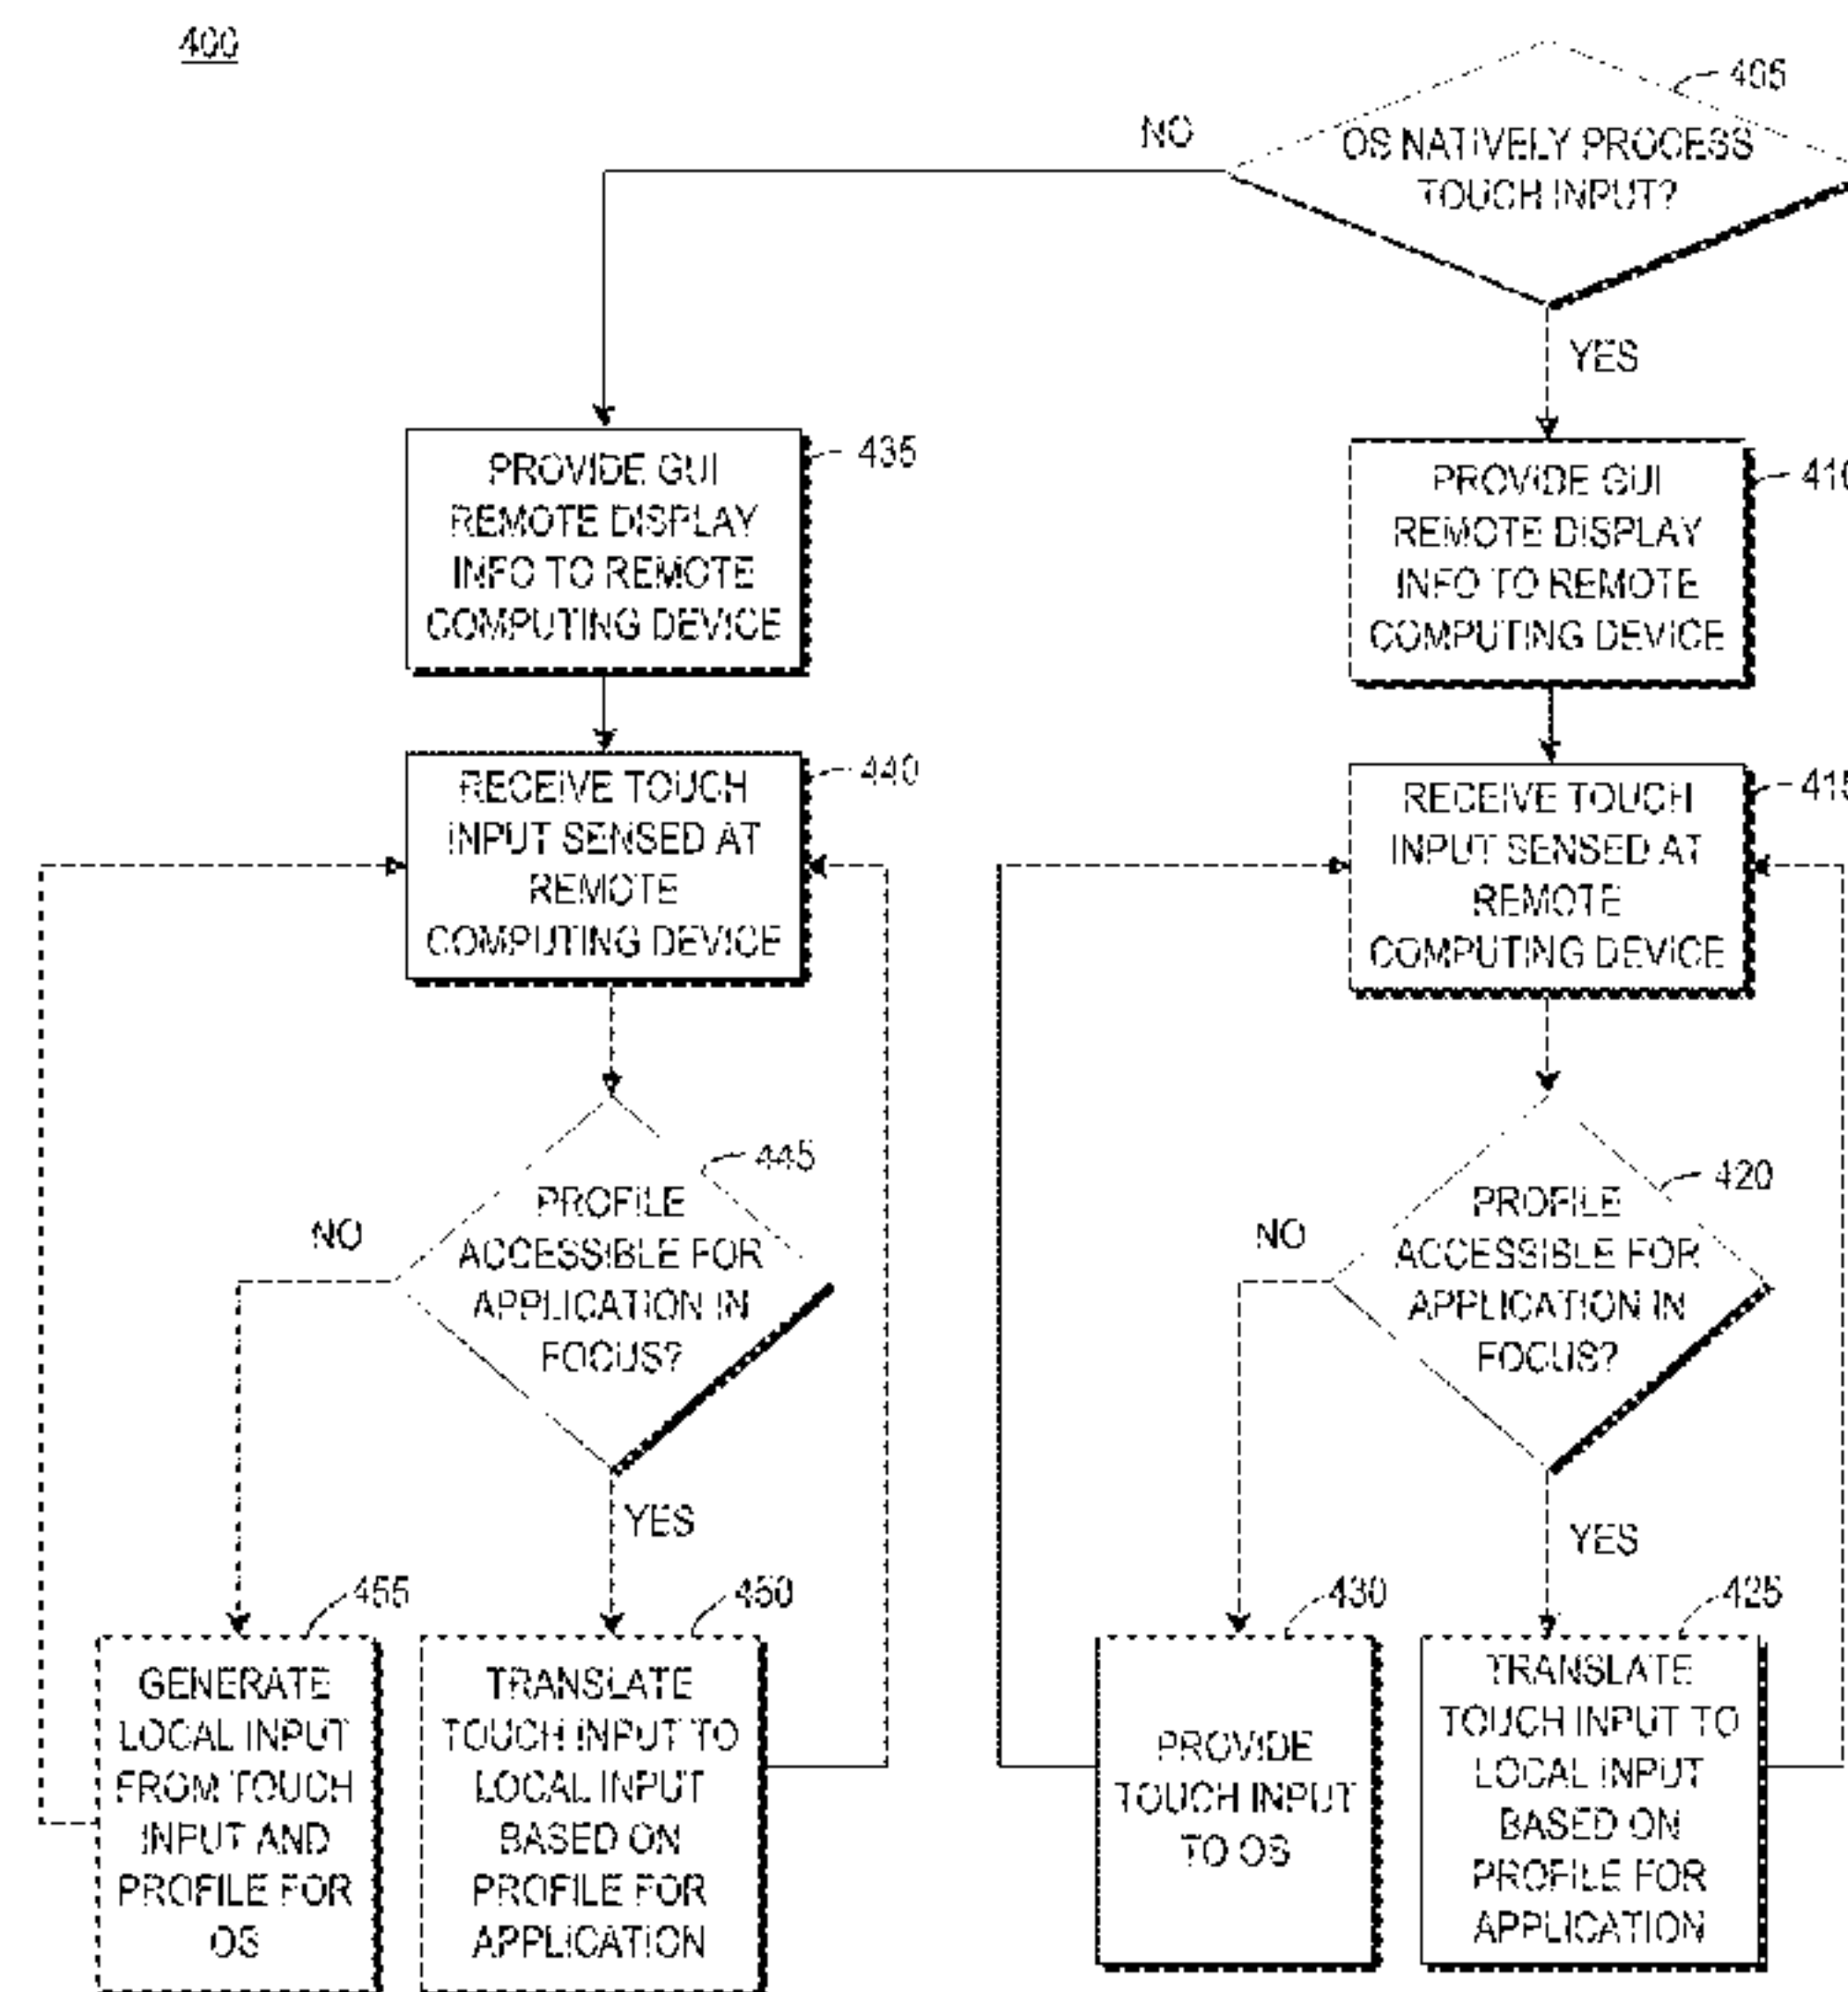 400
405
NO
OS NATIVELY PROCESS
TOUCH INPUT?
YES
PROVIDE GUI
REMOTE DISPLAY
INFO TO REMOTE
COMPUTING DEVICE
435
PROVIDE GUI
REMOTE DISPLAY
INFO TO REMOTE
COMPUTING DEVICE
410
RECEIVE TOUCH
INPUT SENSED AT
REMOTE
COMPUTING DEVICE
440
RECEIVE TOUCH
INPUT SENSED AT
REMOTE
COMPUTING DEVICE
415
445
NO
PROFILE
ACCESSIBLE FOR
APPLICATION IN
FOCUS?
YES
420
NO
PROFILE
ACCESSIBLE FOR
APPLICATION IN
FOCUS?
YES
455
GENERATE
LOCAL INPUT
FROM TOUCH
INPUT AND
PROFILE FOR
OS
450
TRANSLATE
TOUCH INPUT TO
LOCAL INPUT
BASED ON
PROFILE FOR
APPLICATION
430
PROVIDE
TOUCH INPUT
TO OS
425
TRANSLATE
TOUCH INPUT TO
LOCAL INPUT
BASED ON
PROFILE FOR
APPLICATION